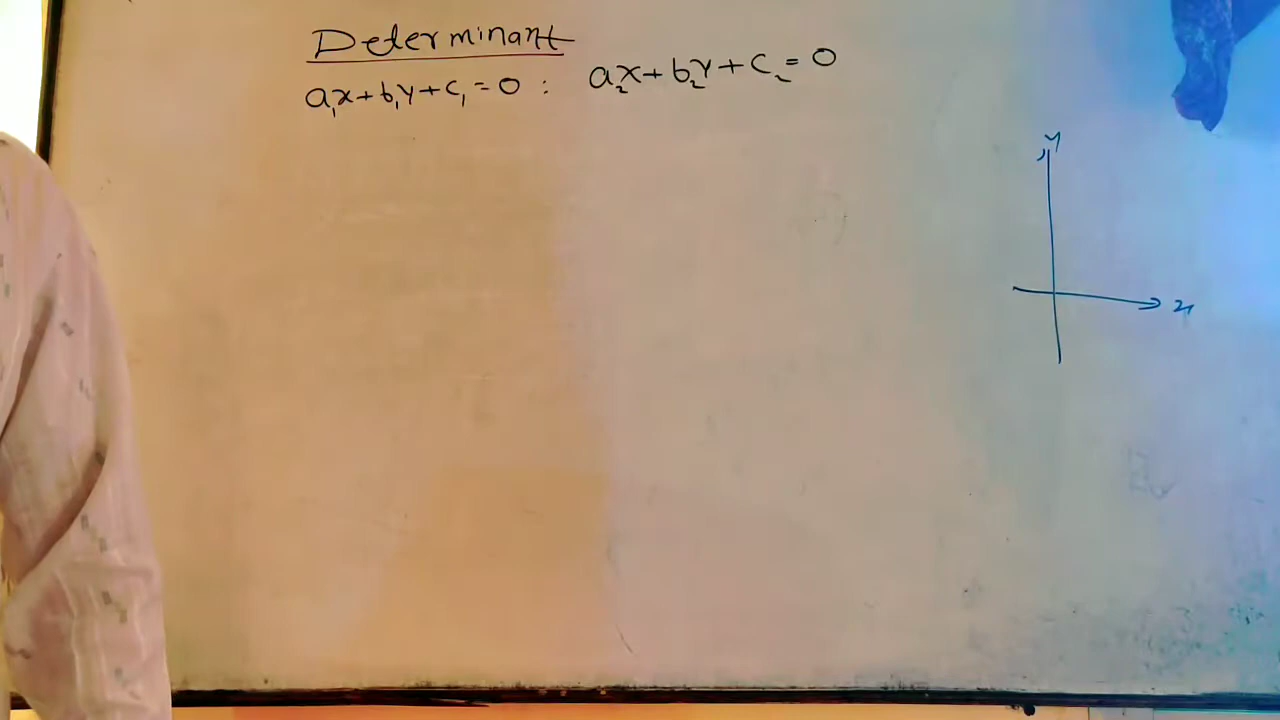 Determinant
a₁x+b₁y+c₁=0 : a₂x+b₂y+c₂=0
y
x